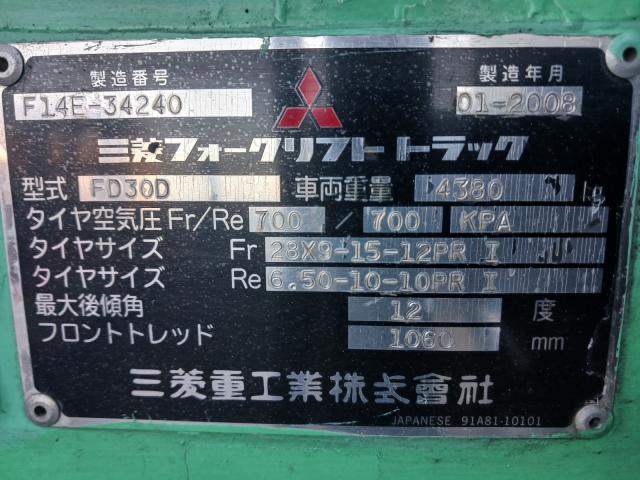 製造番号
製造年月
F14E-34240
01-2008
三菱フォークリフト トラック
型式 FD30D 車両重量 4380 kg
タイヤ空気圧 Fr/Re 700 / 700 KPA
タイヤサイズ Fr 28X9-15-12PR I
タイヤサイズ Re 6.50-10-10PR I
最大後傾角 12 度
フロントトレッド 1060 mm
三菱重工業株式會社
JAPANESE 91A81-10101